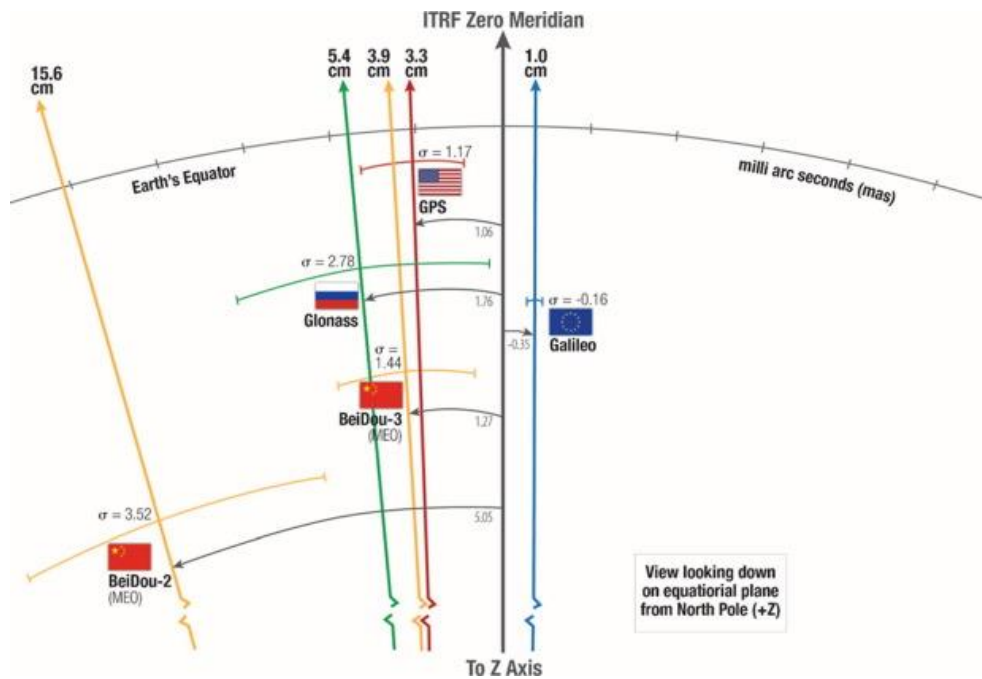 ITRF Zero Meridian
15.6
cm
5.4
cm
3.9
cm
3.3
cm
1.0
cm
Earth's Equator
milli arc seconds (mas)
σ = 1.17
GPS
1.06
σ = 2.78
Glonass
1.76
σ = -0.16
Galileo
-0.35
σ =
1.44
BeiDou-3
(MEO)
1.27
σ = 3.52
BeiDou-2
(MEO)
5.05
View looking down
on equatiorial plane
from North Pole (+Z)
To Z Axis